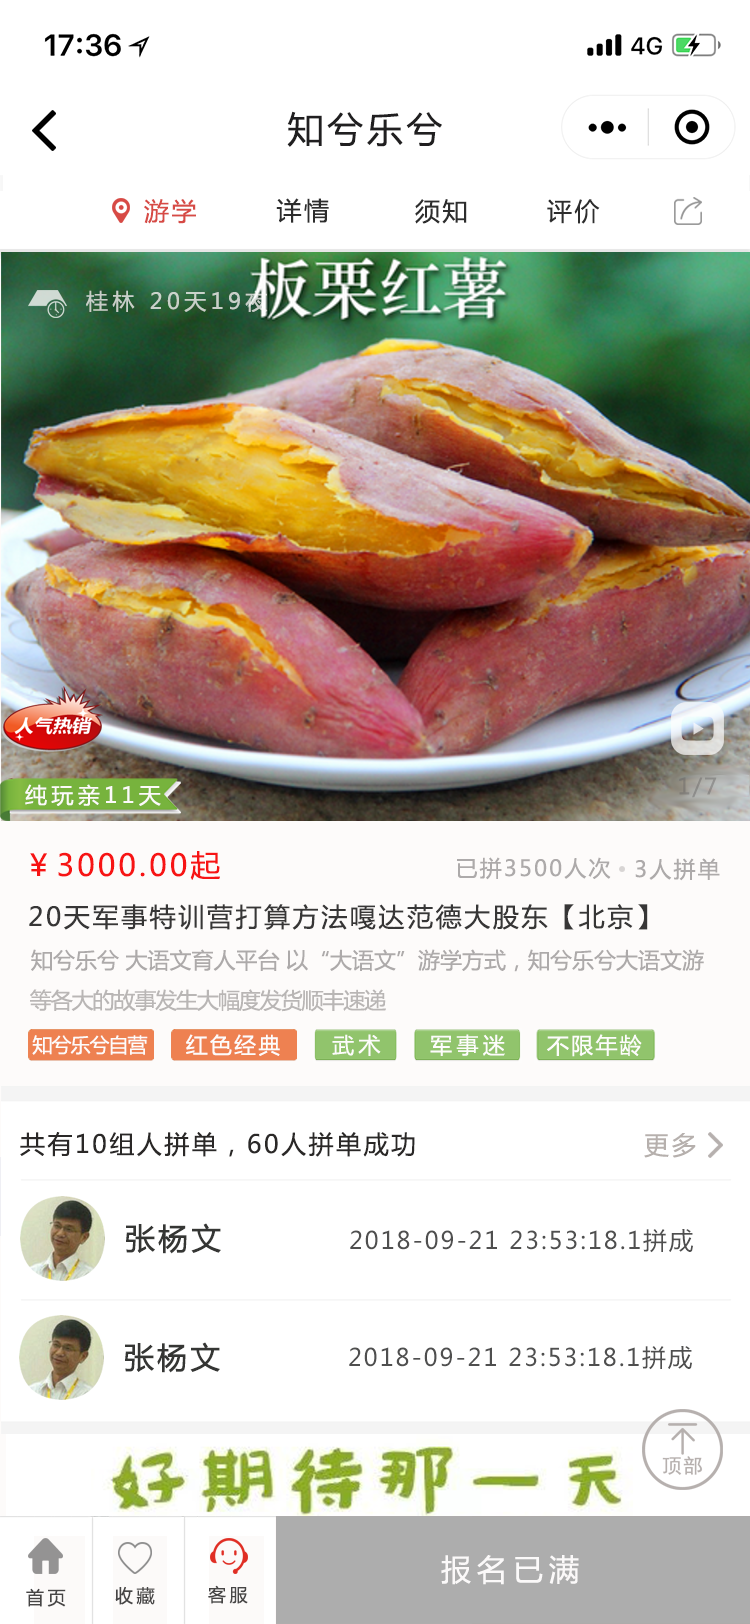 17:36
4G
知兮乐兮
游学 详情 须知 评价
板栗红薯
桂林 20天19夜
人气热销
纯玩亲11天
1/7
¥ 3000.00起
已拼3500人次 • 3人拼单
20天军事特训营打算方法嘎达范德大股东【北京】
知兮乐兮 大语文育人平台 以“大语文”游学方式，知兮乐兮大语文游
等各大的故事发生大幅度发货顺丰速递
知兮乐兮自营 红色经典 武术 军事迷 不限年龄
共有10组人拼单，60人拼单成功
更多
张杨文 2018-09-21 23:53:18.1拼成
张杨文 2018-09-21 23:53:18.1拼成
好期待那一天
顶部
首页 收藏 客服 报名已满